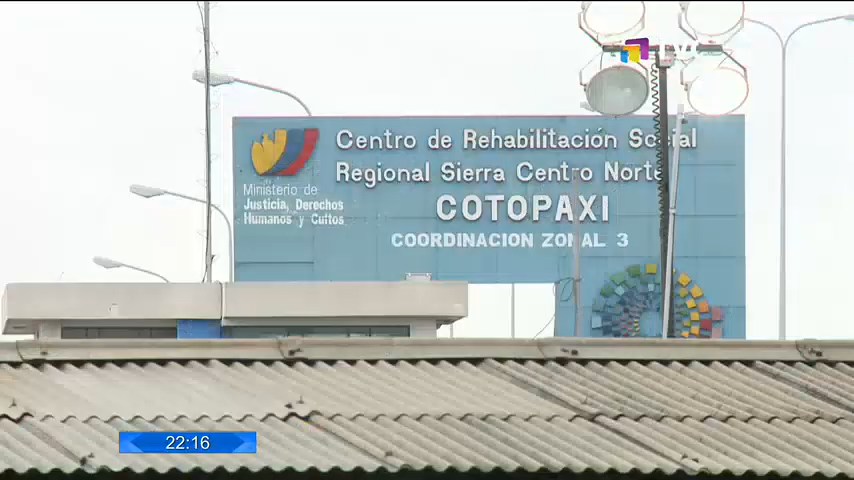 Centro de Rehabilitación Social
Regional Sierra Centro Norte
COTOPAXI
COORDINACION ZONAL 3
Ministerio de
Justicia, Derechos
Humanos y Cultos
22:16